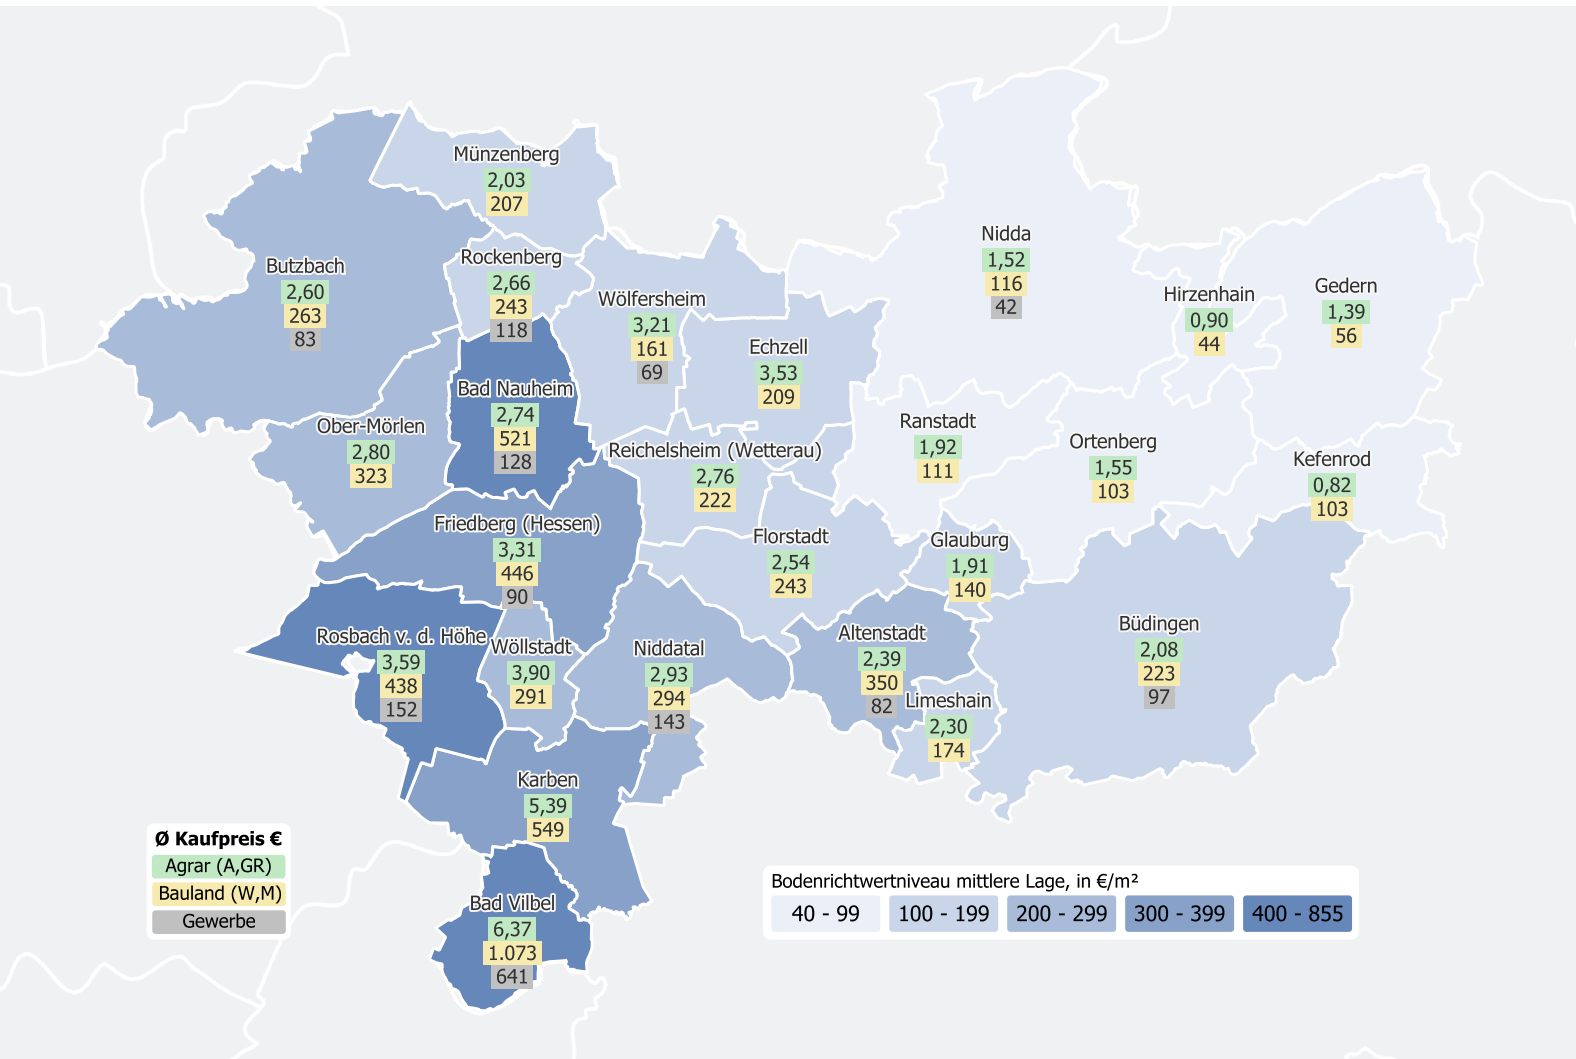 Münzenberg
2,03
207
Nidda
1,52
116
42
Rockenberg
2,66
243
118
Butzbach
2,60
263
83
Gedern
1,39
56
Hirzenhain
0,90
44
Wölfersheim
3,21
161
69
Echzell
3,53
209
Bad Nauheim
2,74
521
128
Ober-Mörlen
2,80
323
Ranstadt
1,92
111
Ortenberg
1,55
103
Reichelsheim (Wetterau)
2,76
222
Kefenrod
0,82
103
Friedberg (Hessen)
3,31
446
90
Florstadt
2,54
243
Glauburg
1,91
140
Büdingen
2,08
223
97
Rosbach v. d. Höhe
3,59
438
152
Wöllstadt
3,90
291
Niddatal
2,93
294
143
Altenstadt
2,39
350
82
Limeshain
2,30
174
Karben
5,39
549
Bad Vilbel
6,37
1.073
641
Ø Kaufpreis €
Agrar (A,GR)
Bauland (W,M)
Gewerbe
Bodenrichtwertniveau mittlere Lage, in €/m²
40 - 99 100 - 199 200 - 299 300 - 399 400 - 855